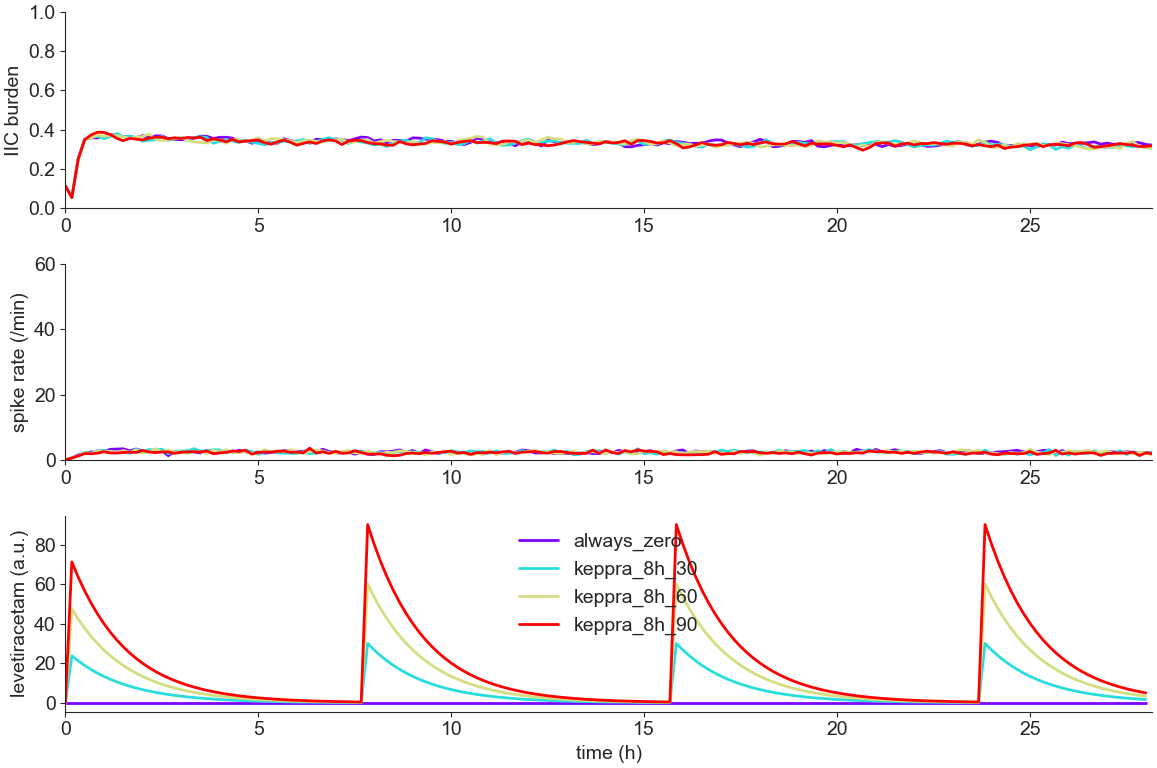 1.0
0.8
0.6
0.4
0.2
0.0
IIC burden
0 5 10 15 20 25
60
40
20
0
spike rate (/min)
0 5 10 15 20 25
80
60
40
20
0
levetiracetam (a.u.)
always_zero
keppra_8h_30
keppra_8h_60
keppra_8h_90
0 5 10 15 20 25
time (h)